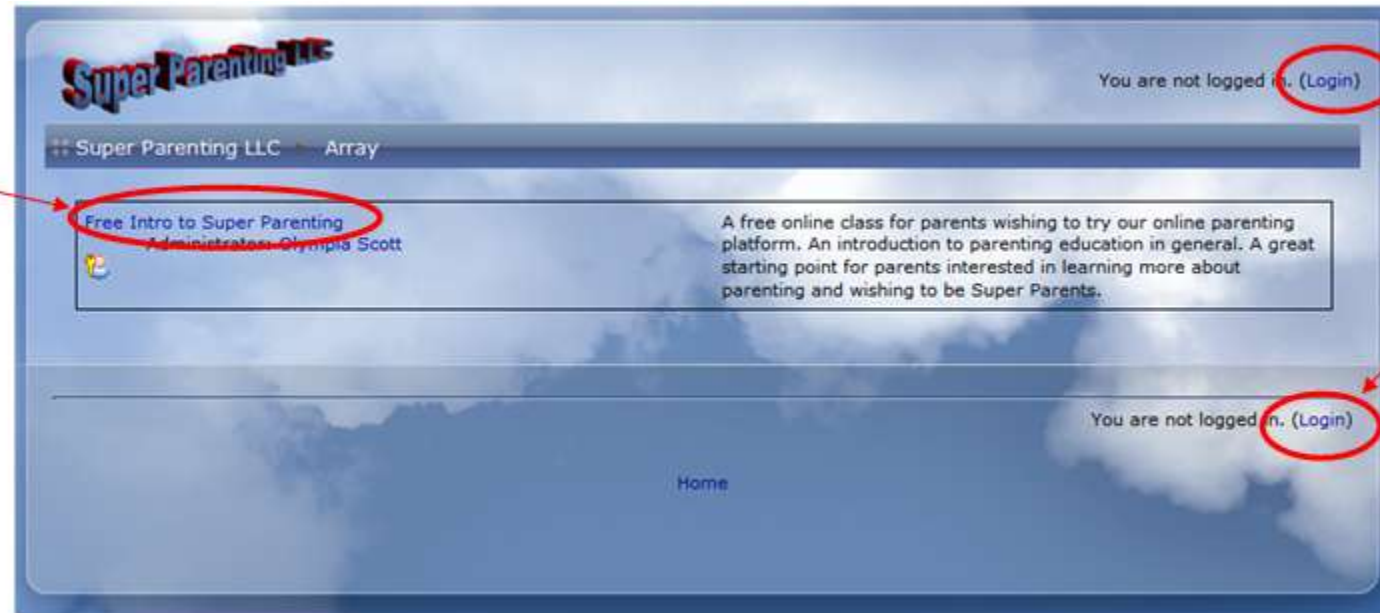 Super Parenting LLC
You are not logged in. (Login)
Super Parenting LLC Array
Free Intro to Super Parenting
Administrator: Olympia Scott
A free online class for parents wishing to try our online parenting
platform. An introduction to parenting education in general. A great
starting point for parents interested in learning more about
parenting and wishing to be Super Parents.
You are not logged in. (Login)
Home